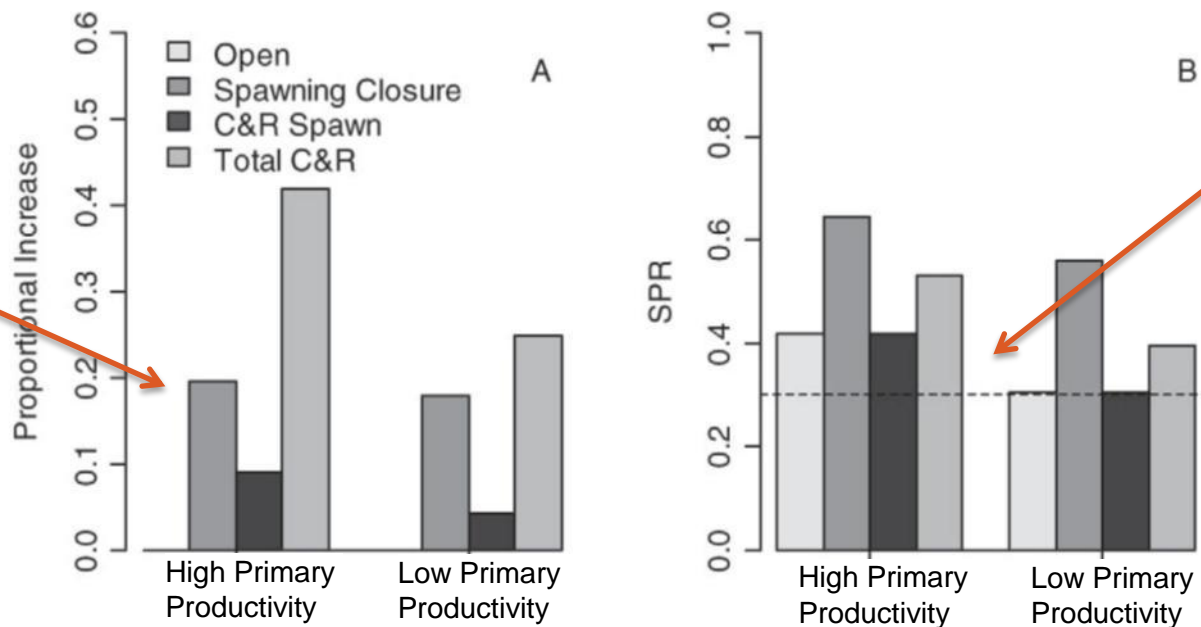 Proportional Increase
0.6
0.5
0.4
0.3
0.2
0.1
0.0
Open
Spawning Closure
C&R Spawn
Total C&R
A
High Primary
Productivity
Low Primary
Productivity
SPR
1.0
0.8
0.6
0.4
0.2
0.0
B
High Primary
Productivity
Low Primary
Productivity